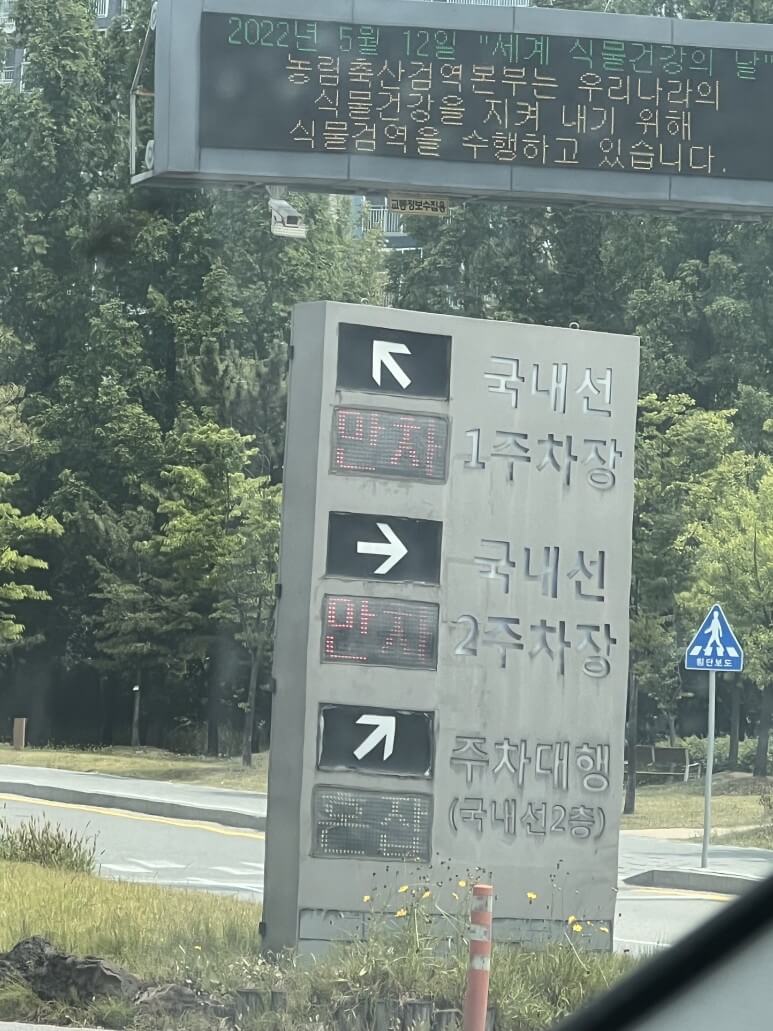 2022년 5월 12일 "세계 식물건강의 날"
농림축산검역본부는 우리나라의
식물건강을 지켜 내기 위해
식물검역을 수행하고 있습니다.
교통정보수집용
국내선
만차
1주차장
국내선
만차
2주차장
횡단보도
주차대행
(국내선2층)